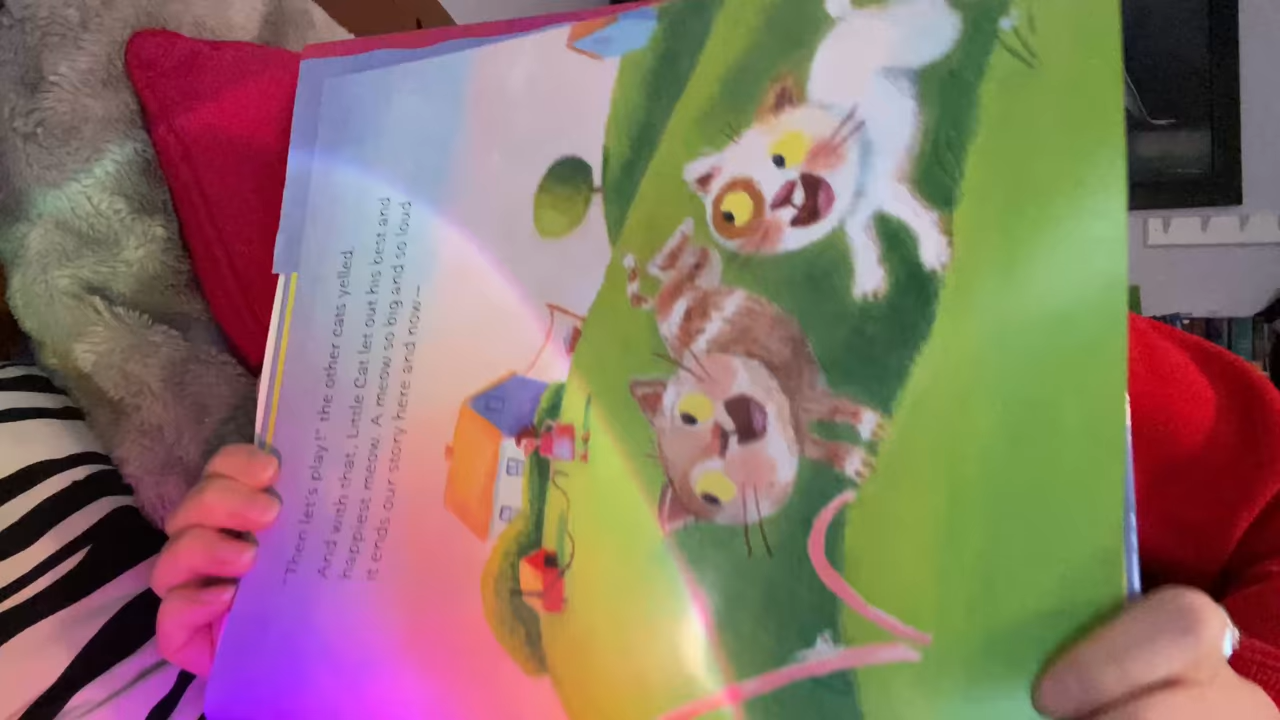 "Then let's play!" the other cats yelled.
And with that, Little Cat let out his best and
happiest meow. A meow so big and so loud
it ends our story here and now—